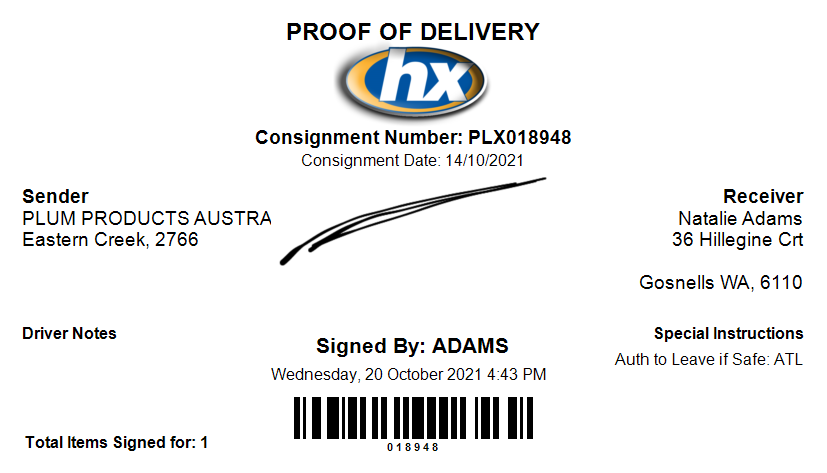 PROOF OF DELIVERY
hx
Consignment Number: PLX018948
Consignment Date: 14/10/2021
Sender
PLUM PRODUCTS AUSTRA
Eastern Creek, 2766
Receiver
Natalie Adams
36 Hillegine Crt
Gosnells WA, 6110
Driver Notes
Signed By: ADAMS
Wednesday, 20 October 2021 4:43 PM
Special Instructions
Auth to Leave if Safe: ATL
Total Items Signed for: 1
018948